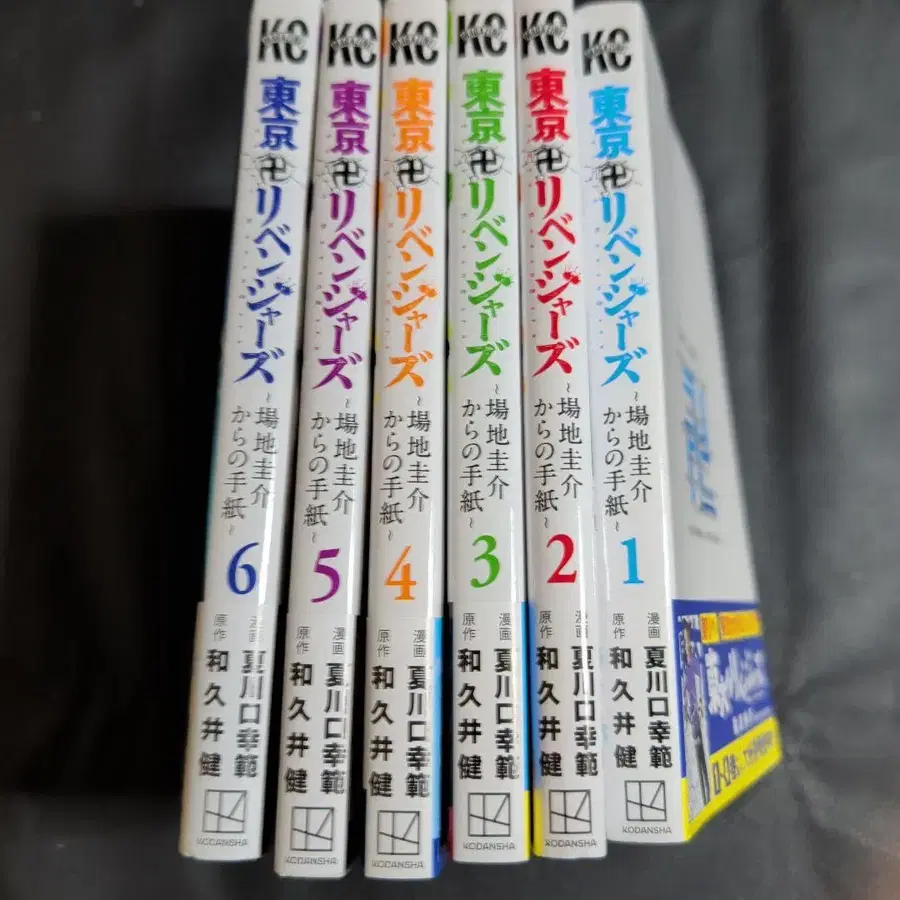 KC
東京卍リベンジャーズ
~場地圭介
からの手紙~
6
漫画 夏川口幸範
原作 和久井健
KODANSHA
KC
東京卍リベンジャーズ
~場地圭介
からの手紙~
5
漫画 夏川口幸範
原作 和久井健
KODANSHA
KC
東京卍リベンジャーズ
~場地圭介
からの手紙~
4
漫画 夏川口幸範
原作 和久井健
KODANSHA
KC
東京卍リベンジャーズ
~場地圭介
からの手紙~
3
漫画 夏川口幸範
原作 和久井健
KODANSHA
KC
東京卍リベンジャーズ
~場地圭介
からの手紙~
2
漫画 夏川口幸範
原作 和久井健
KODANSHA
KC
東京卍リベンジャーズ
~場地圭介
からの手紙~
1
漫画 夏川口幸範
原作 和久井健
KODANSHA